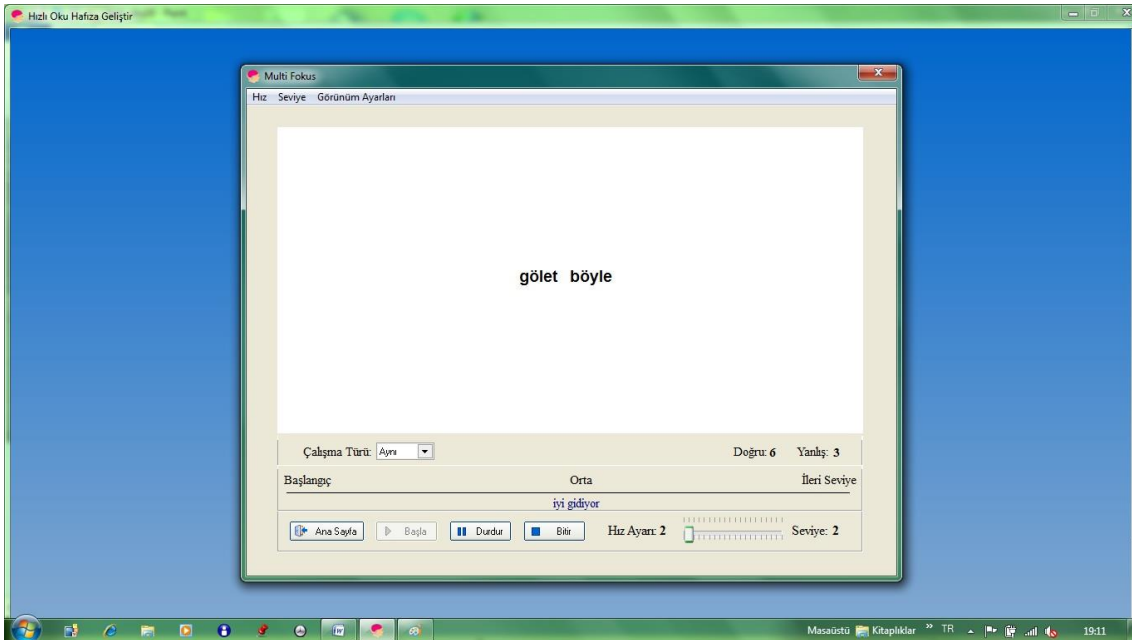 Hızlı Oku Hafıza Geliştir
Multi Fokus
Hız Seviye Görünüm Ayarları
gölet böyle
Çalışma Türü: Aynı Doğru: 6 Yanlış: 3
Başlangıç Orta İleri Seviye
iyi gidiyor
Ana Sayfa Başla Durdur Bitir Hız Ayarı: 2 Seviye: 2
Masaüstü Kitaplıklar » TR 19:11